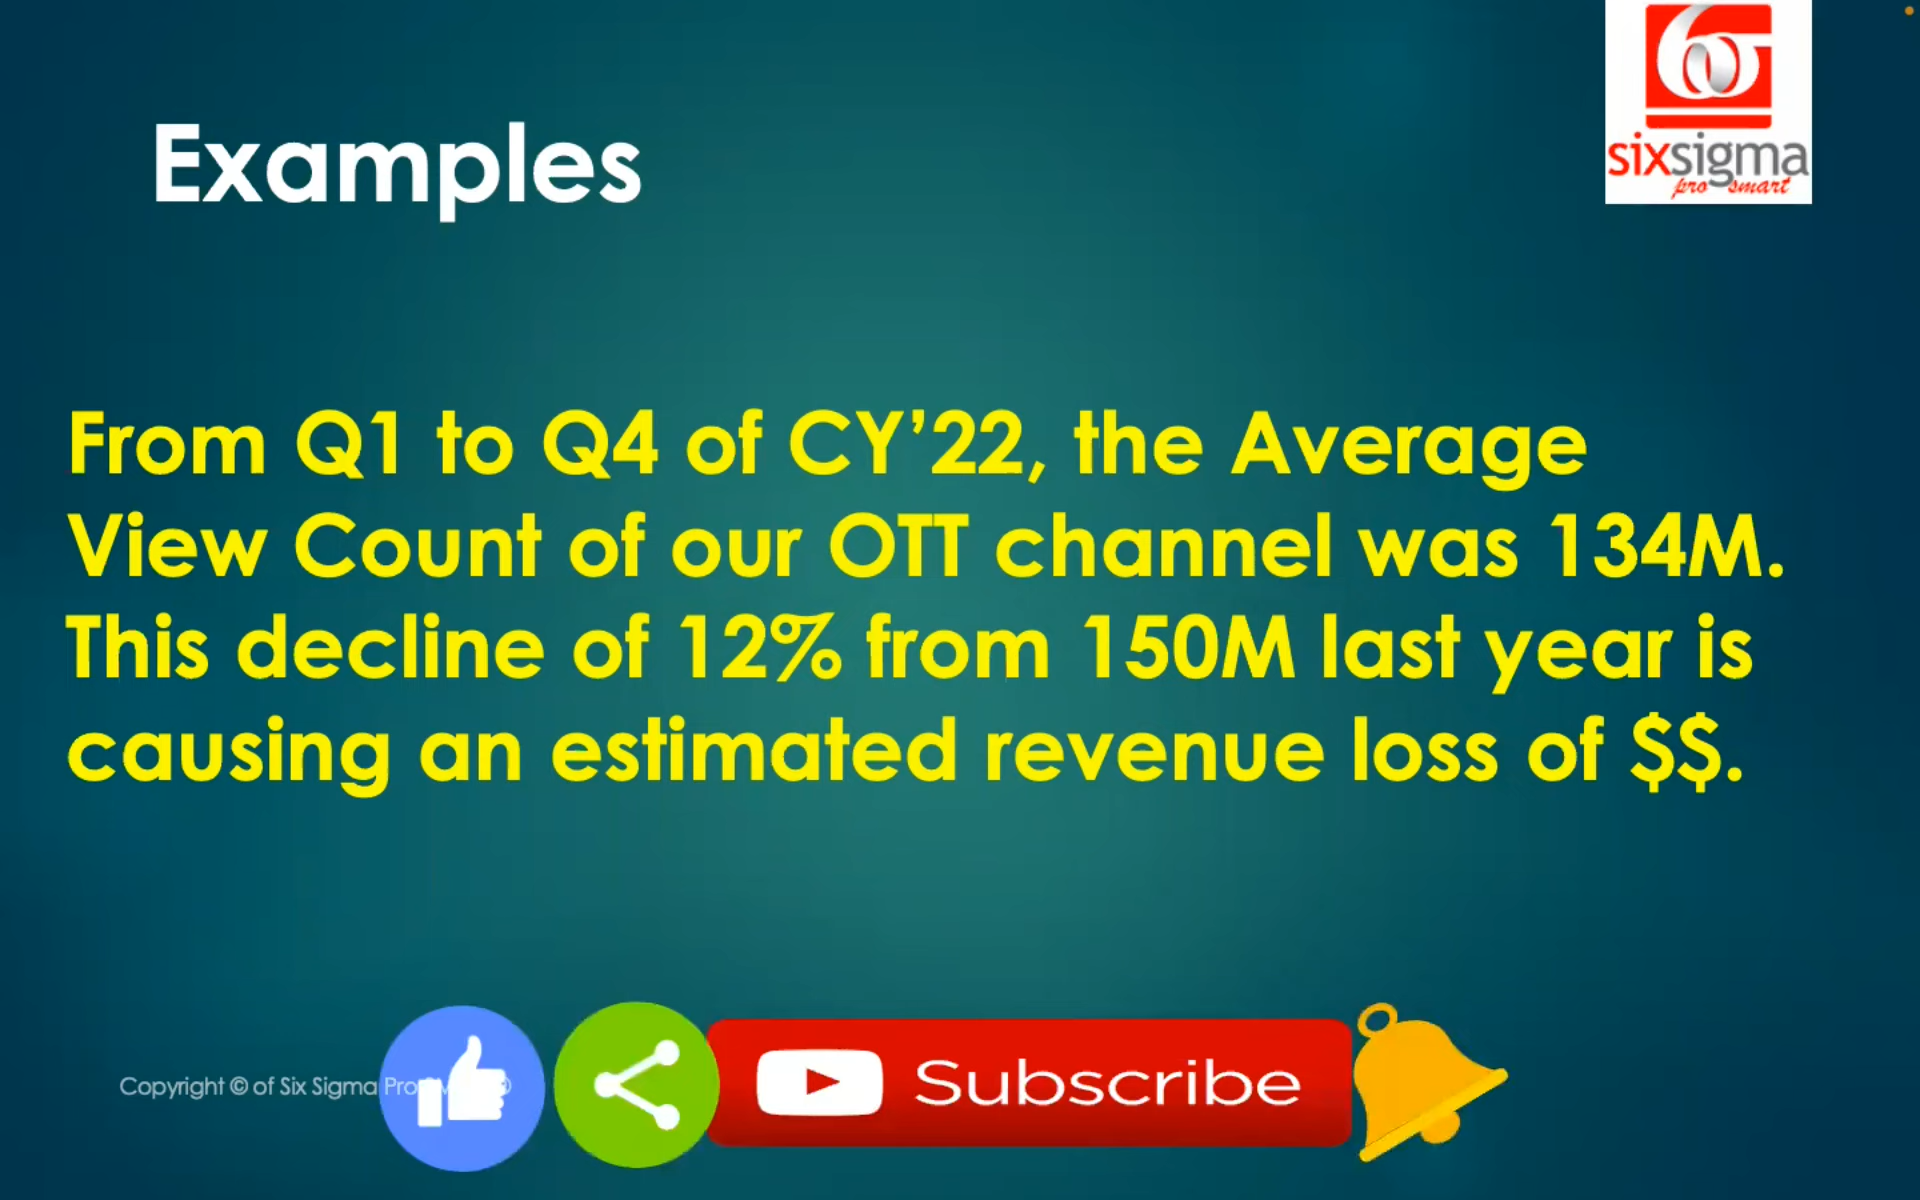 sixsigma
pro smart
Examples
From Q1 to Q4 of CY’22, the Average
View Count of our OTT channel was 134M.
This decline of 12% from 150M last year is
causing an estimated revenue loss of $$.
Copyright © of Six Sigma Pro
Subscribe